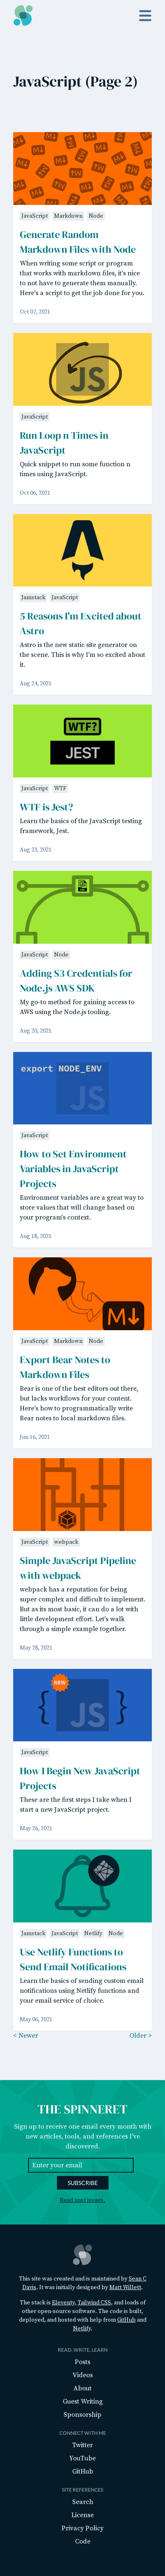 JavaScript (Page 2)
JavaScript Markdown Node
Generate Random
Markdown Files with Node
When writing some script or program
that works with markdown files, it's nice
to not have to generate them manually.
Here's a script to get the job done for you.
Oct 07, 2021
JS
JavaScript
Run Loop n Times in
JavaScript
Quick snippet to run some function n
times using JavaScript.
Oct 06, 2021
Jamstack JavaScript
5 Reasons I'm Excited about
Astro
Astro is the new static site generator on
the scene. This is why I'm so excited about
it.
Aug 24, 2021
WTF?
JEST
JavaScript WTF
WTF is Jest?
Learn the basics of the JavaScript testing
framework, Jest.
Aug 23, 2021
JavaScript Node
Adding S3 Credentials for
Node.js AWS SDK
My go-to method for gaining access to
AWS using the Node.js tooling.
Aug 20, 2021
export NODE_ENV
JS
JavaScript
How to Set Environment
Variables in JavaScript
Projects
Environment variables are a great way to
store values that will change based on
your program's context.
Aug 18, 2021
M
JavaScript Markdown Node
Export Bear Notes to
Markdown Files
Bear is one of the best editors out there,
but lacks workflows for your content.
Here's how to programmatically write
Bear notes to local markdown files.
Jun 16, 2021
JavaScript webpack
Simple JavaScript Pipeline
with webpack
webpack has a reputation for being
super complex and difficult to implement.
But as its most basic, it can do a lot with
little development effort. Let's walk
through a simple example together.
May 28, 2021
NEW
{ JS }
JavaScript
How I Begin New JavaScript
Projects
These are the first steps I take when I
start a new JavaScript project.
May 26, 2021
Jamstack JavaScript Netlify Node
Use Netlify Functions to
Send Email Notifications
Learn the basics of sending custom email
notifications using Netlify functions and
your email service of choice.
May 06, 2021
< Newer Older >
THE SPINNERET
Sign up to receive one email every month with
new articles, tools, and other resources I've
discovered.
Enter your email
SUBSCRIBE
Read past issues.
This site was created and is maintained by Sean C
Davis. It was initially designed by Matt Willett.
The stack is Eleventy, Tailwind CSS, and loads of
other open-source software. The code is built,
deployed, and hosted with help from GitHub and
Netlify.
READ. WRITE. LEARN
Posts
Videos
About
Guest Writing
Sponsorship
CONNECT WITH ME
Twitter
YouTube
GitHub
SITE REFERENCES
Search
License
Privacy Policy
Code